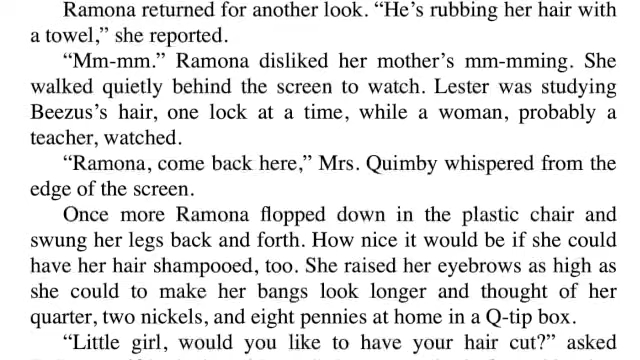 Ramona returned for another look. “He’s rubbing her hair with
a towel,” she reported.
“Mm-mm.” Ramona disliked her mother’s mm-mming. She
walked quietly behind the screen to watch. Lester was studying
Beezus’s hair, one lock at a time, while a woman, probably a
teacher, watched.
“Ramona, come back here,” Mrs. Quimby whispered from the
edge of the screen.
Once more Ramona flopped down in the plastic chair and
swung her legs back and forth. How nice it would be if she could
have her hair shampooed, too. She raised her eyebrows as high as
she could to make her bangs look longer and thought of her
quarter, two nickels, and eight pennies at home in a Q-tip box.
“Little girl, would you like to have your hair cut?” asked